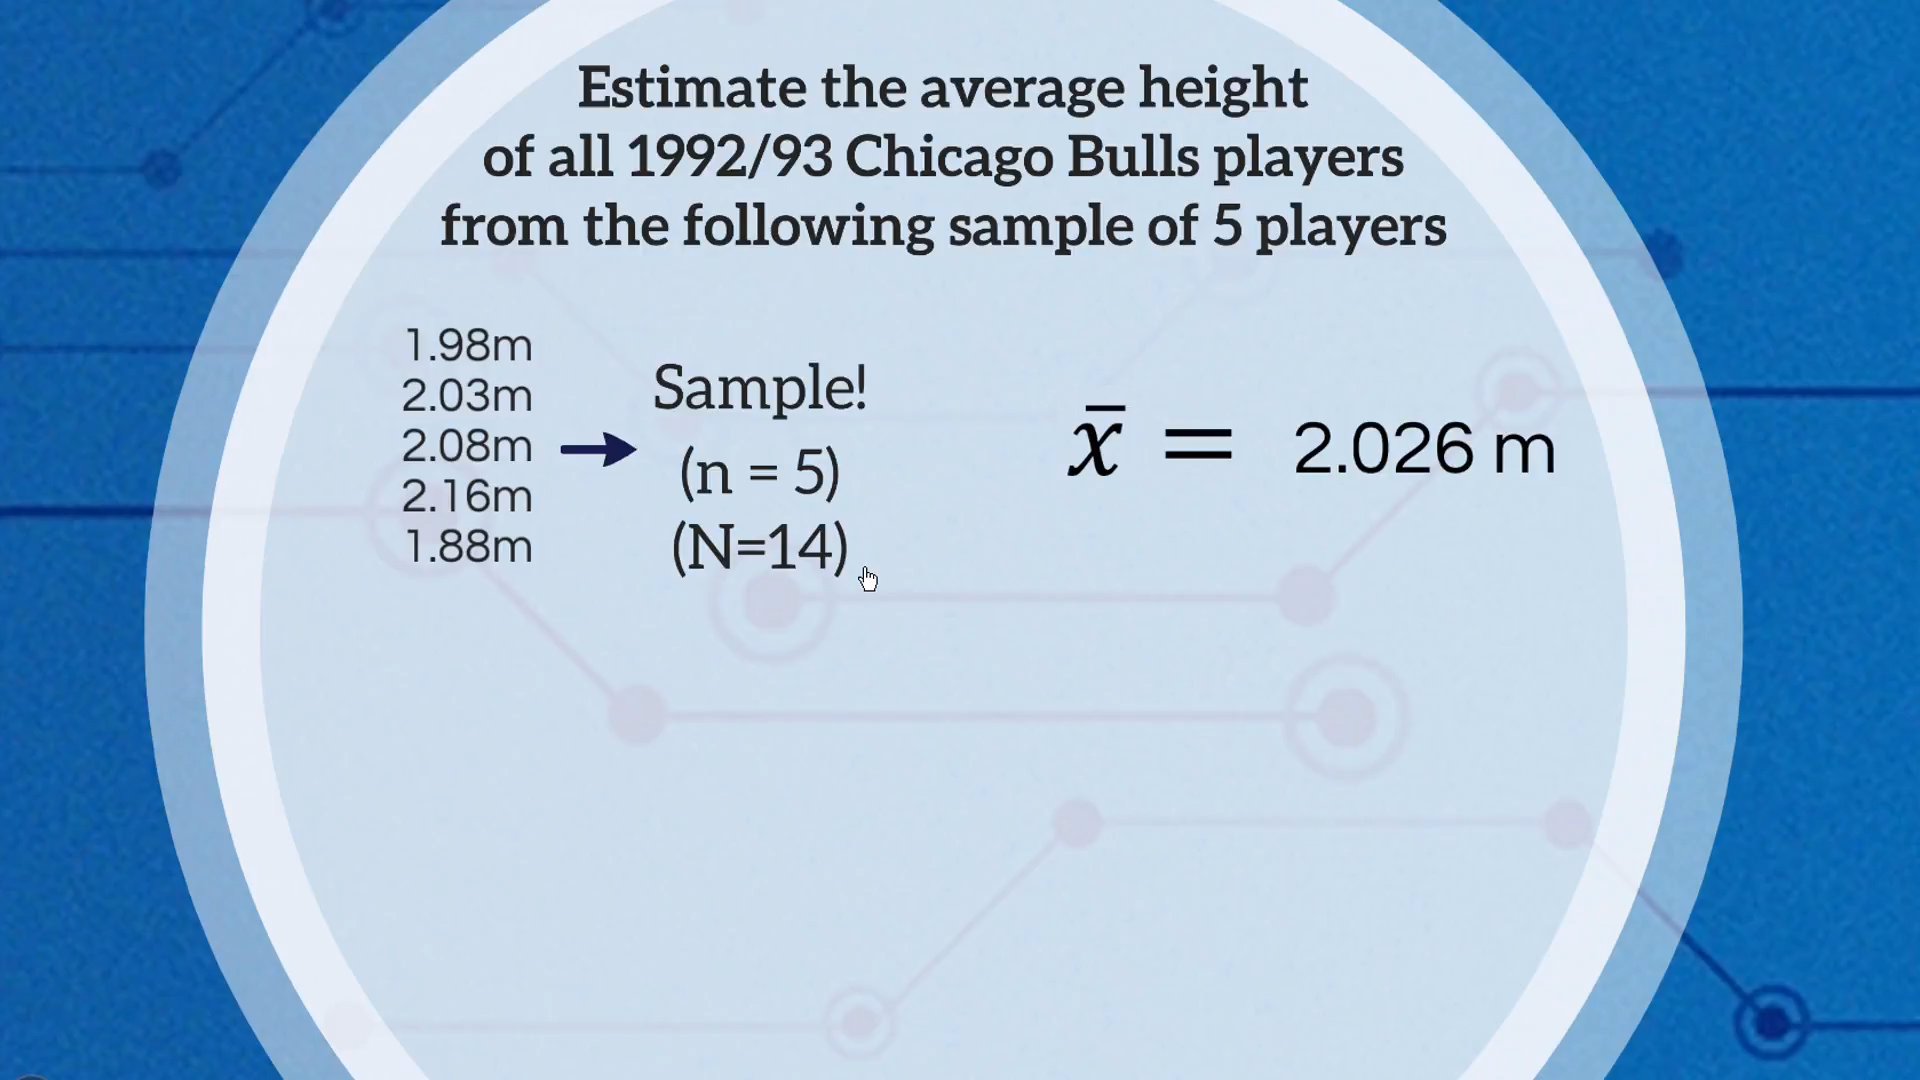 Estimate the average height
of all 1992/93 Chicago Bulls players
from the following sample of 5 players
1.98m
2.03m
2.08m
2.16m
1.88m
Sample!
(n = 5)
(N=14)
x̄ = 2.026 m